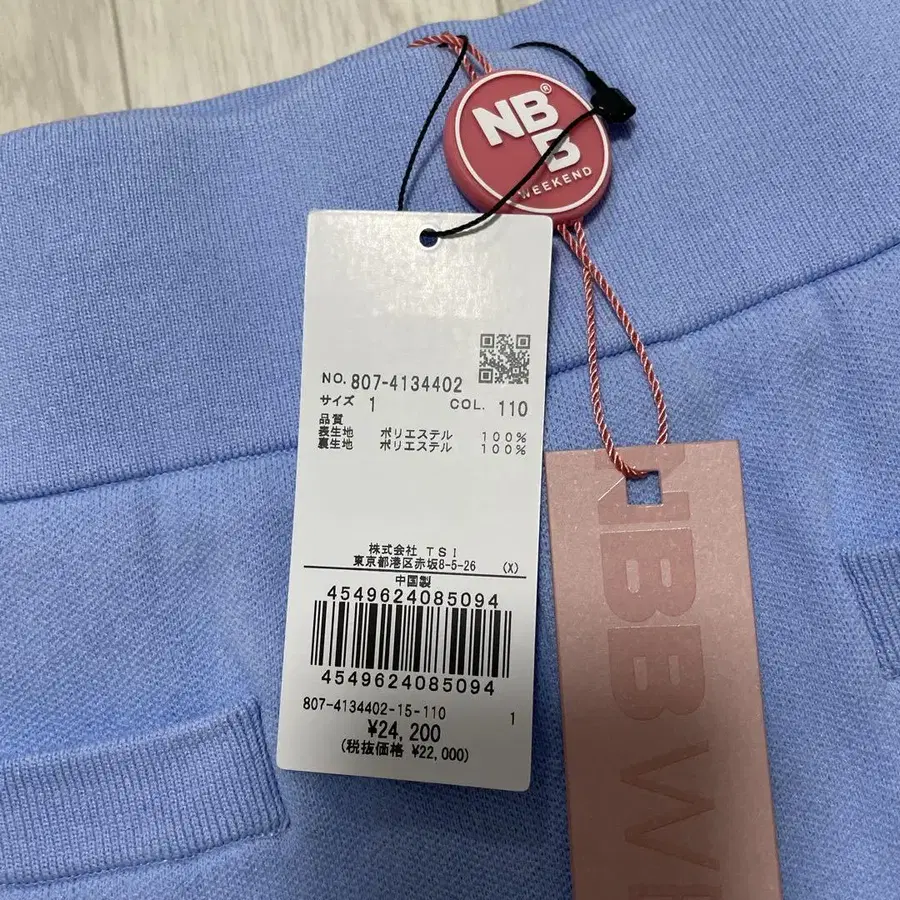 NB®
B
WEEKEND
NO. 807-4134402
サイズ 1 COL. 110
品質
表生地 ポリエステル 100%
裏生地 ポリエステル 100%
株式会社 TSI
東京都港区赤坂8-5-26 (X)
中国製
4549624085094
4549624085094
807-4134402-15-110 1
¥24,200
(税抜価格 ¥22,000)
NBB WE